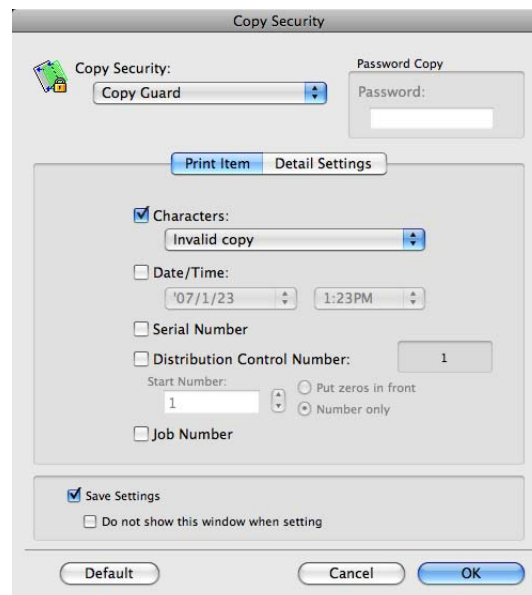 Copy Security
Copy Security:
Copy Guard
Password Copy
Password:
Print Item
Detail Settings
Characters:
Invalid copy
Date/Time:
'07/1/23
1:23PM
Serial Number
Distribution Control Number:
1
Start Number:
1
Put zeros in front
Number only
Job Number
Save Settings
Do not show this window when setting
Default
Cancel
OK